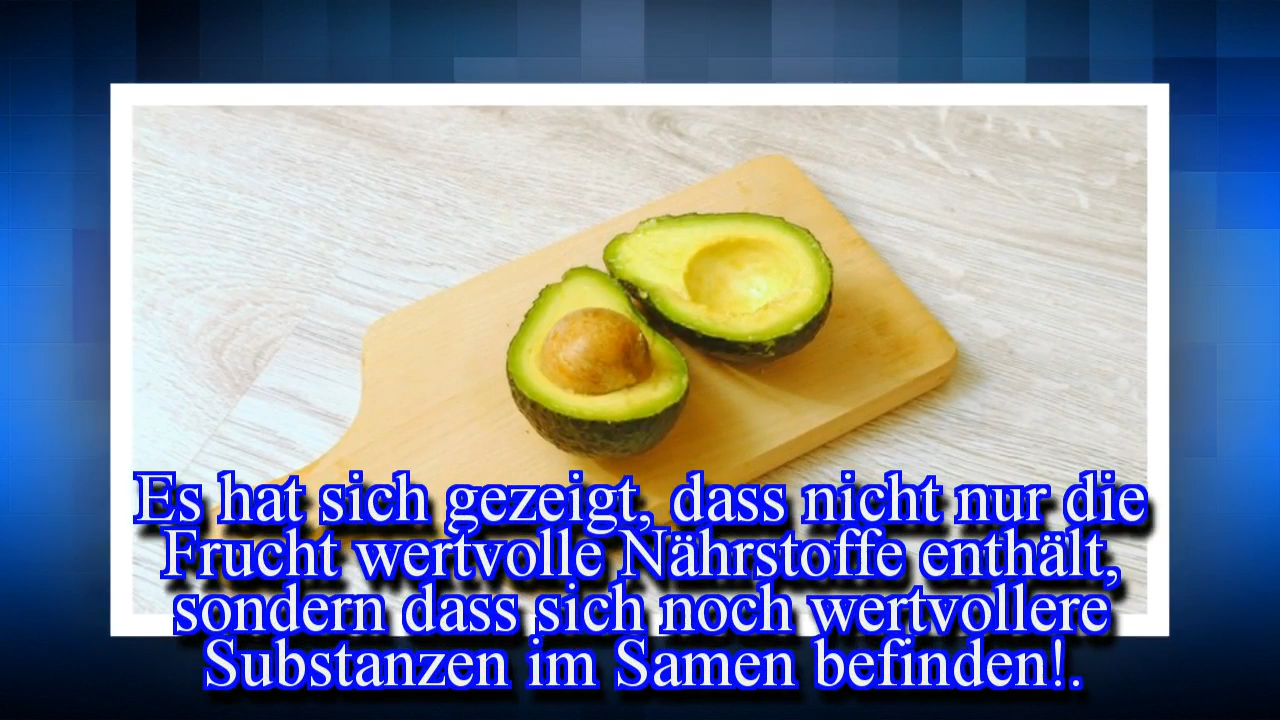 Es hat sich gezeigt, dass nicht nur die
Frucht wertvolle Nährstoffe enthält,
sondern dass sich noch wertvollere
Substanzen im Samen befinden!.